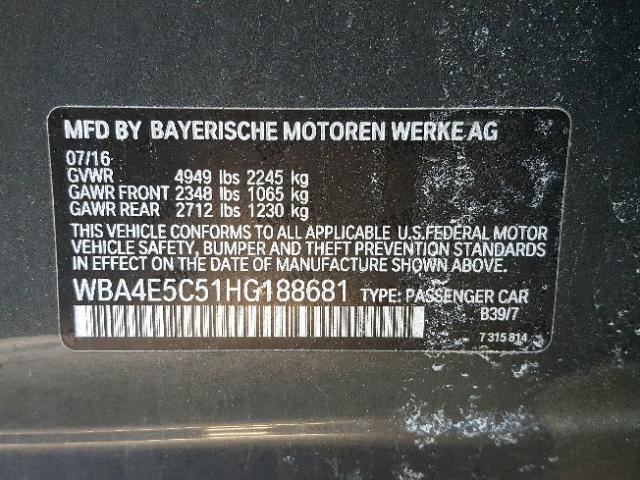 MFD BY BAYERISCHE MOTOREN WERKE AG
07/16
GVWR 4949 lbs 2245 kg
GAWR FRONT 2348 lbs 1065 kg
GAWR REAR 2712 lbs 1230 kg
THIS VEHICLE CONFORMS TO ALL APPLICABLE U.S.FEDERAL MOTOR
VEHICLE SAFETY, BUMPER AND THEFT PREVENTION STANDARDS
IN EFFECT ON THE DATE OF MANUFACTURE SHOWN ABOVE.
WBA4E5C51HG188681 TYPE: PASSENGER CAR
B39/7
7 315 814